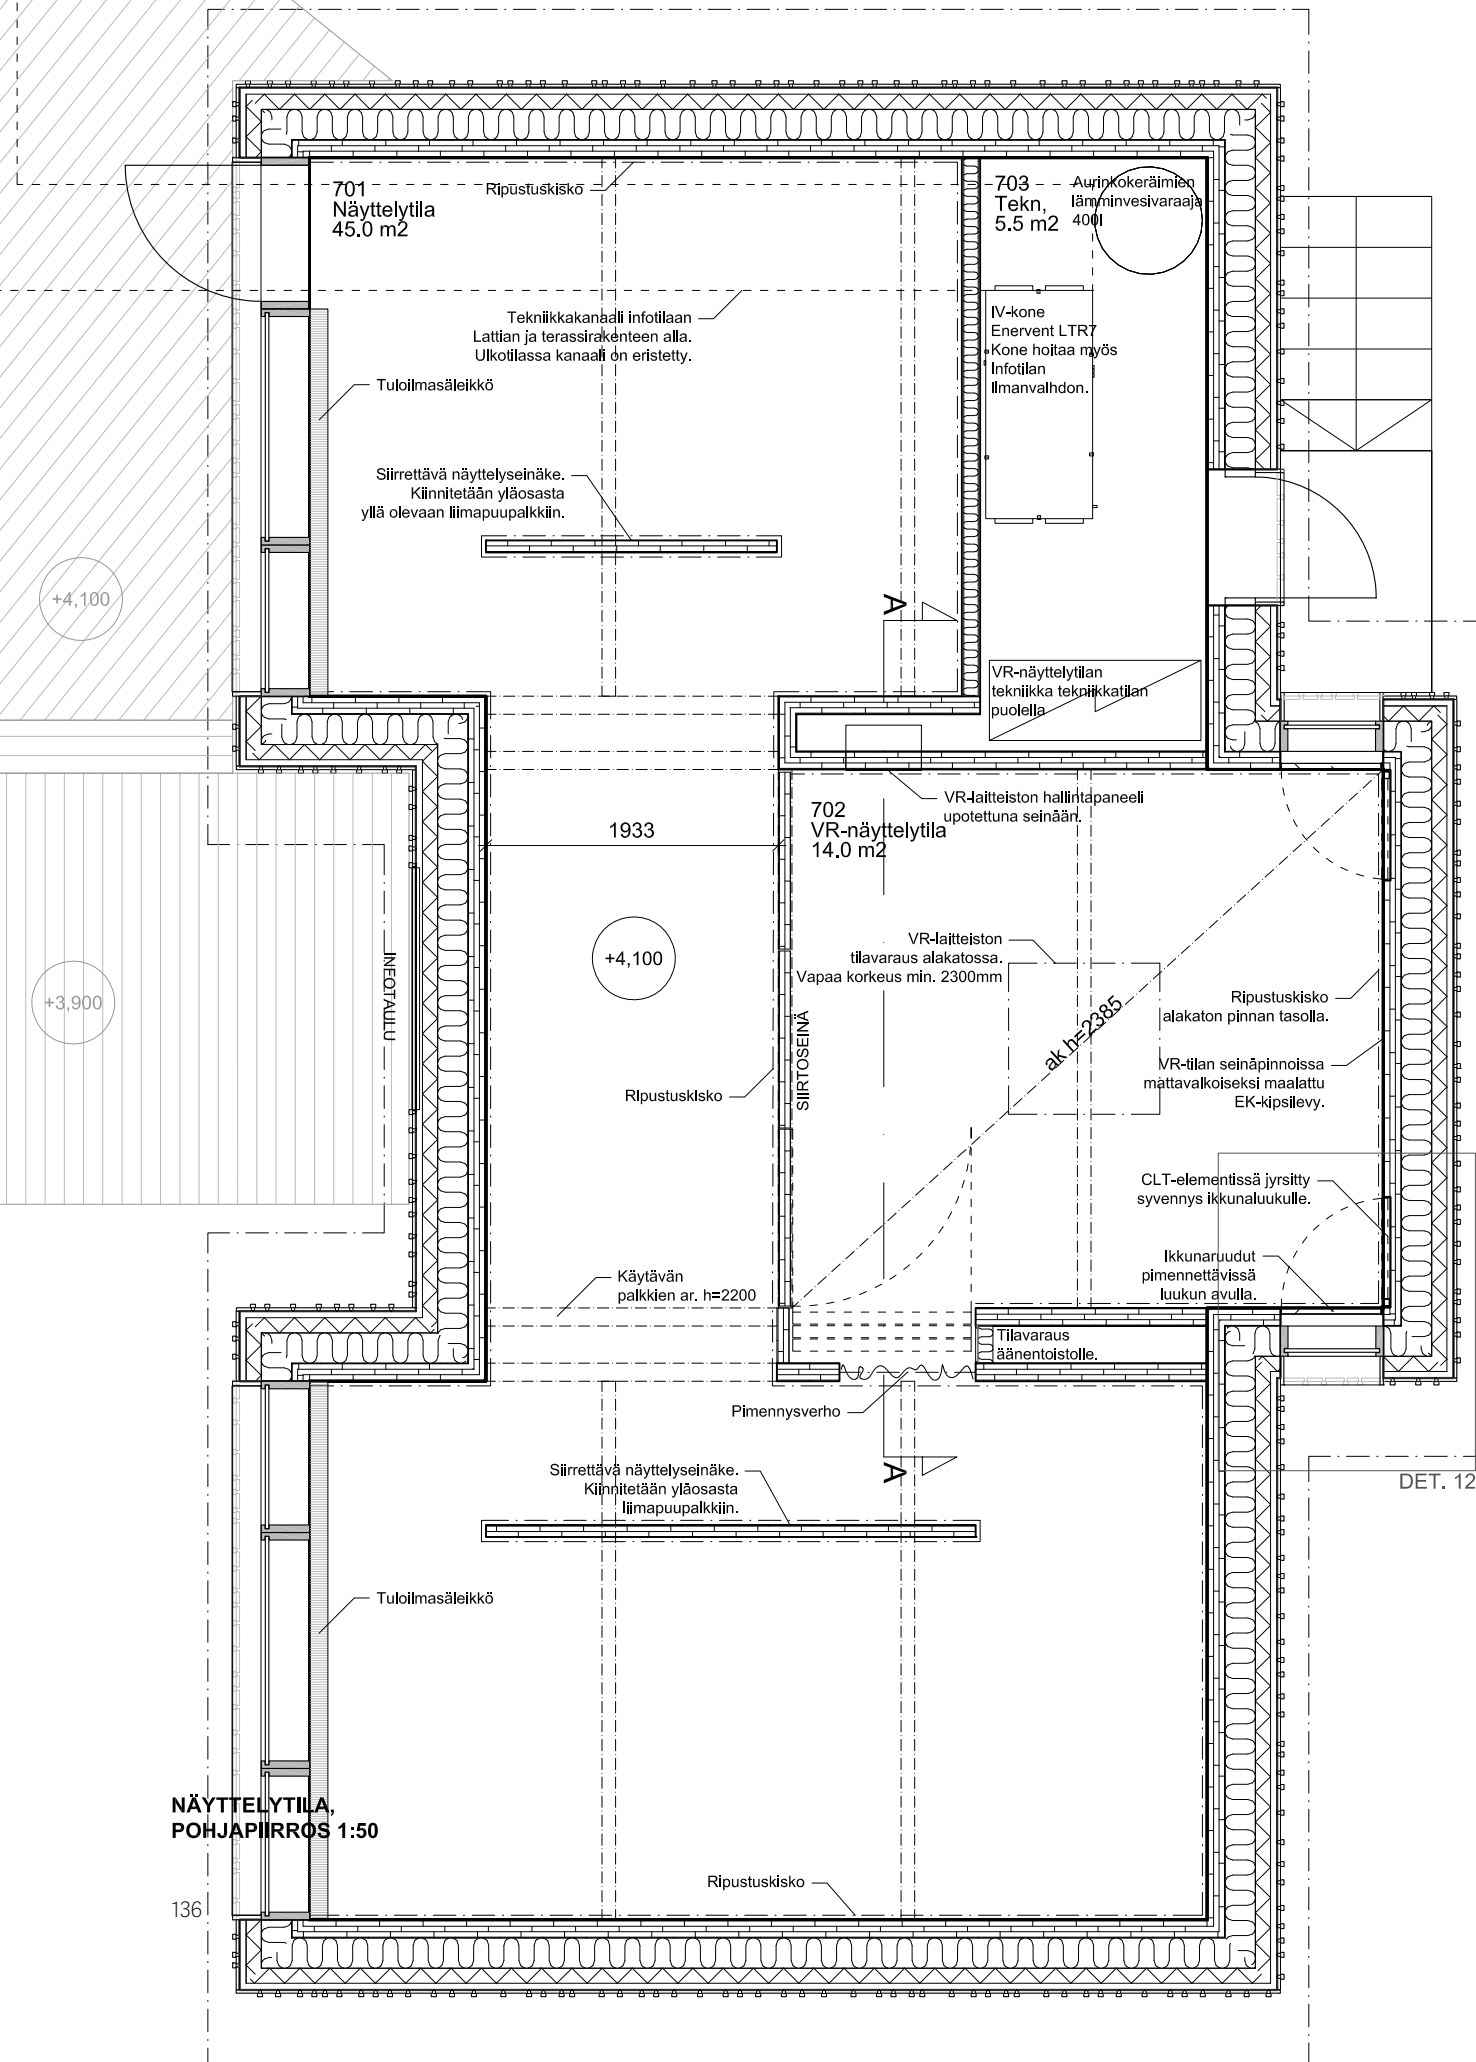 701
Näyttelytila
45.0 m2
Ripustuskisko
703
Tekn,
5.5 m2
Aurinkokeräimien
lämminvesivaraaja
400l
Tekniikkakanaali infotilaan
Lattian ja terassirakenteen alla.
Ulkotilassa kanaali on eristetty.
IV-kone
Enervent LTR7
Kone hoitaa myös
Infotilan
Ilmanvaihdon.
Tuloilmasäleikkö
Siirrettävä näyttelyseinäke.
Kiinnitetään yläosasta
yllä olevaan liimapuupalkkiin.
+4,100
A
VR-näyttelytilan
tekniikka tekniikkatilan
puolella
VR-laitteiston hallintapaneeli
upotettuna seinään.
702
VR-näyttelytila
14.0 m2
1933
+4,100
+3,900
INFOTAULU
VR-laitteiston
tilavaraus alakatossa.
Vapaa korkeus min. 2300mm
ak h=2385
Ripustuskisko
alakaton pinnan tasolla.
SIIRTOSEINÄ
VR-tilan seinäpinnoissa
mattavalkoiseksi maalattu
EK-kipsilevy.
Ripustuskisko
CLT-elementissä jyrsitty
syvennys ikkunaluukulle.
Ikkunaruudut
pimennettävissä
luukun avulla.
Käytävän
palkkien ar. h=2200
Tilavaraus
äänentoistolle.
Pimennysverho
A
Siirrettävä näyttelyseinäke.
Kiinnitetään yläosasta
liimapuupalkkiin.
DET. 12
Tuloilmasäleikkö
NÄYTTELYTILA,
POHJAPIIRROS 1:50
Ripustuskisko
136